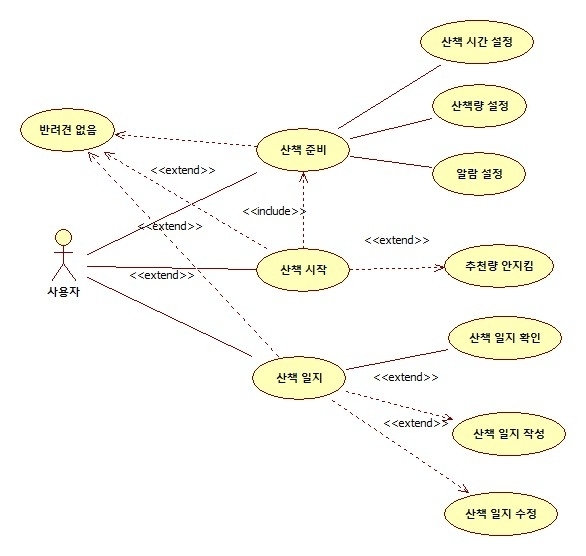 산책 시간 설정
산책량 설정
반려견 없음
산책 준비
<<extend>>
알람 설정
<<include>>
<<extend>>
<<extend>>
<<extend>>
산책 시작
추천량 안지킴
사용자
산책 일지 확인
산책 일지
<<extend>>
<<extend>>
산책 일지 작성
산책 일지 수정